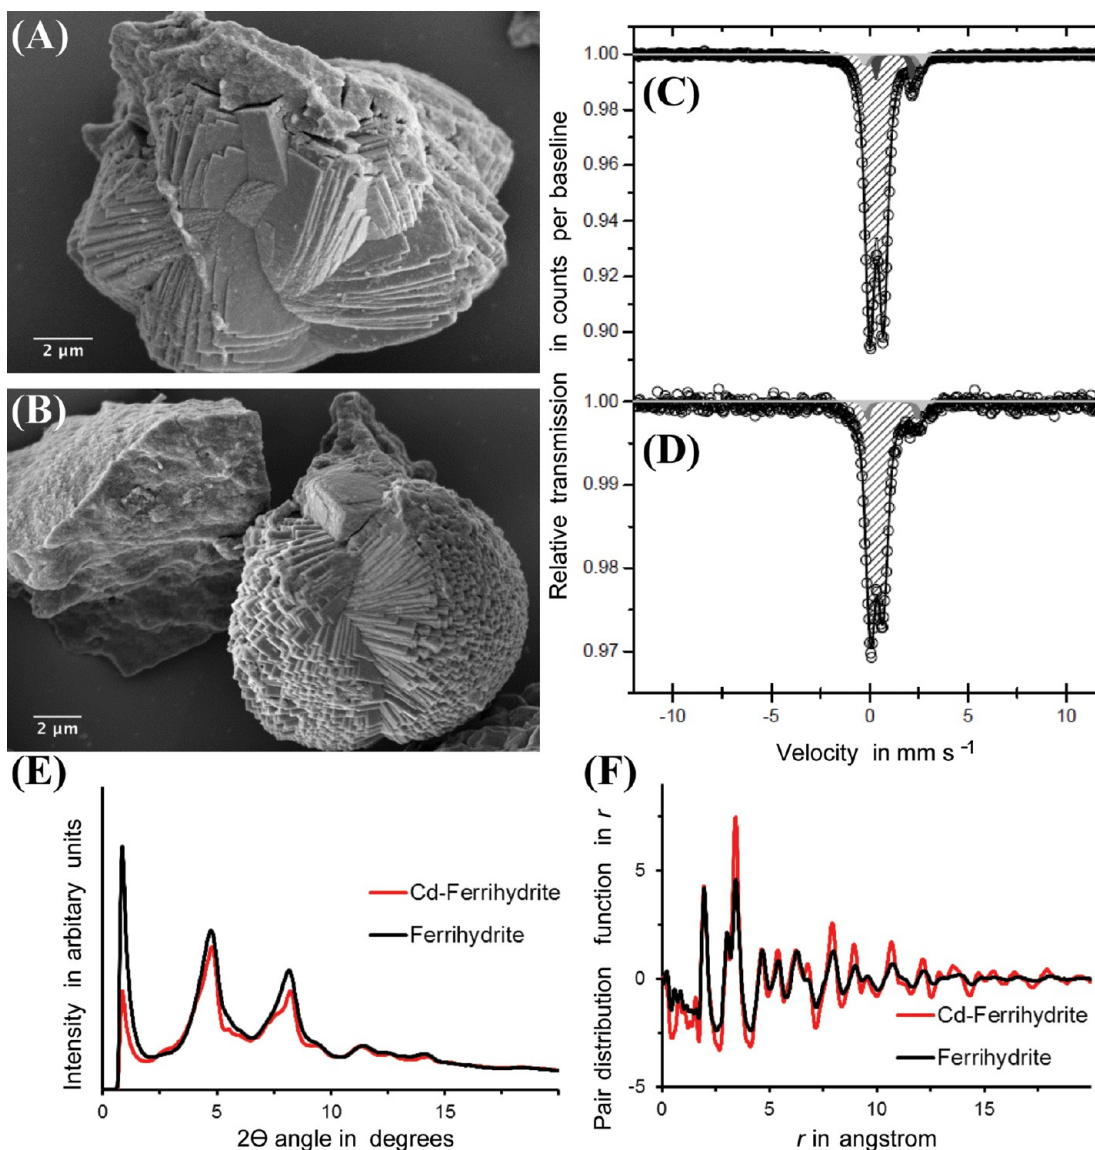 (A)
2 µm
(B)
2 µm
(C)
(D)
1.00
0.98
0.96
0.94
0.92
0.90
1.00
0.99
0.98
0.97
-10
-5
0
5
10
Relative transmission in counts per baseline
Velocity in mm s -1
(E)
Intensity in arbitary units
Cd-Ferrihydrite
Ferrihydrite
0
5
10
15
2Θ angle in degrees
(F)
Pair distribution function in r
5
0
-5
Cd-Ferrihydrite
Ferrihydrite
0
5
10
15
r in angstrom